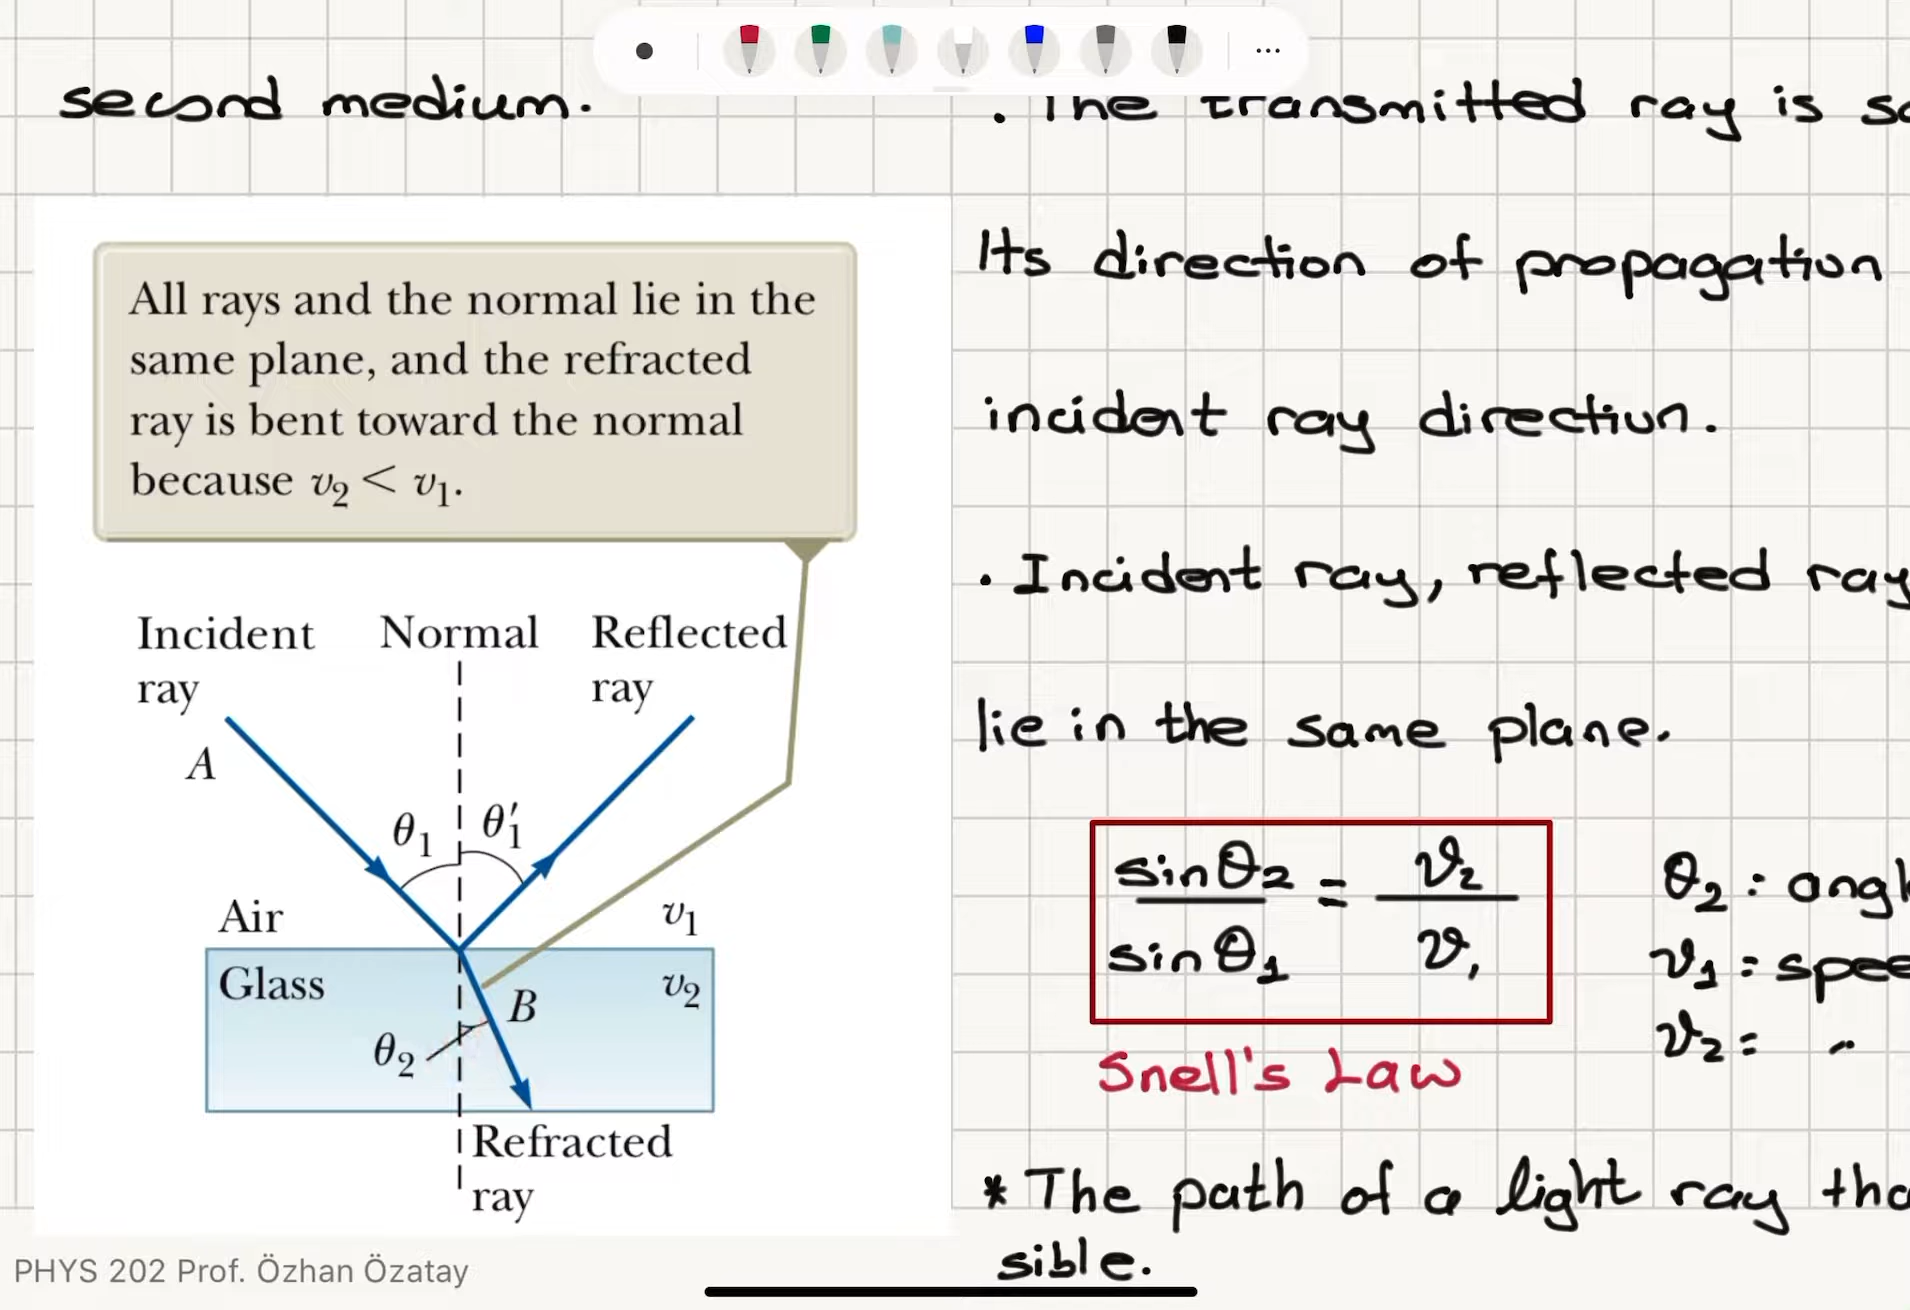 second medium.
All rays and the normal lie in the
same plane, and the refracted
ray is bent toward the normal
because v₂ < v₁.
Incident
ray
Normal
Reflected
ray
A
θ₁
θ′₁
Air
v₁
Glass
v₂
B
θ₂
Refracted
ray
PHYS 202 Prof. Özhan Özatay
. The transmitted ray is
Its direction of propagation
incident ray direction.
. Incident ray, reflected ray
lie in the same plane.
sinθ₂ / sinθ₁ = v₂ / v₁
Snell's Law
θ₂ :
v₁ :
v₂ = "
* The path of a light ray
sible.